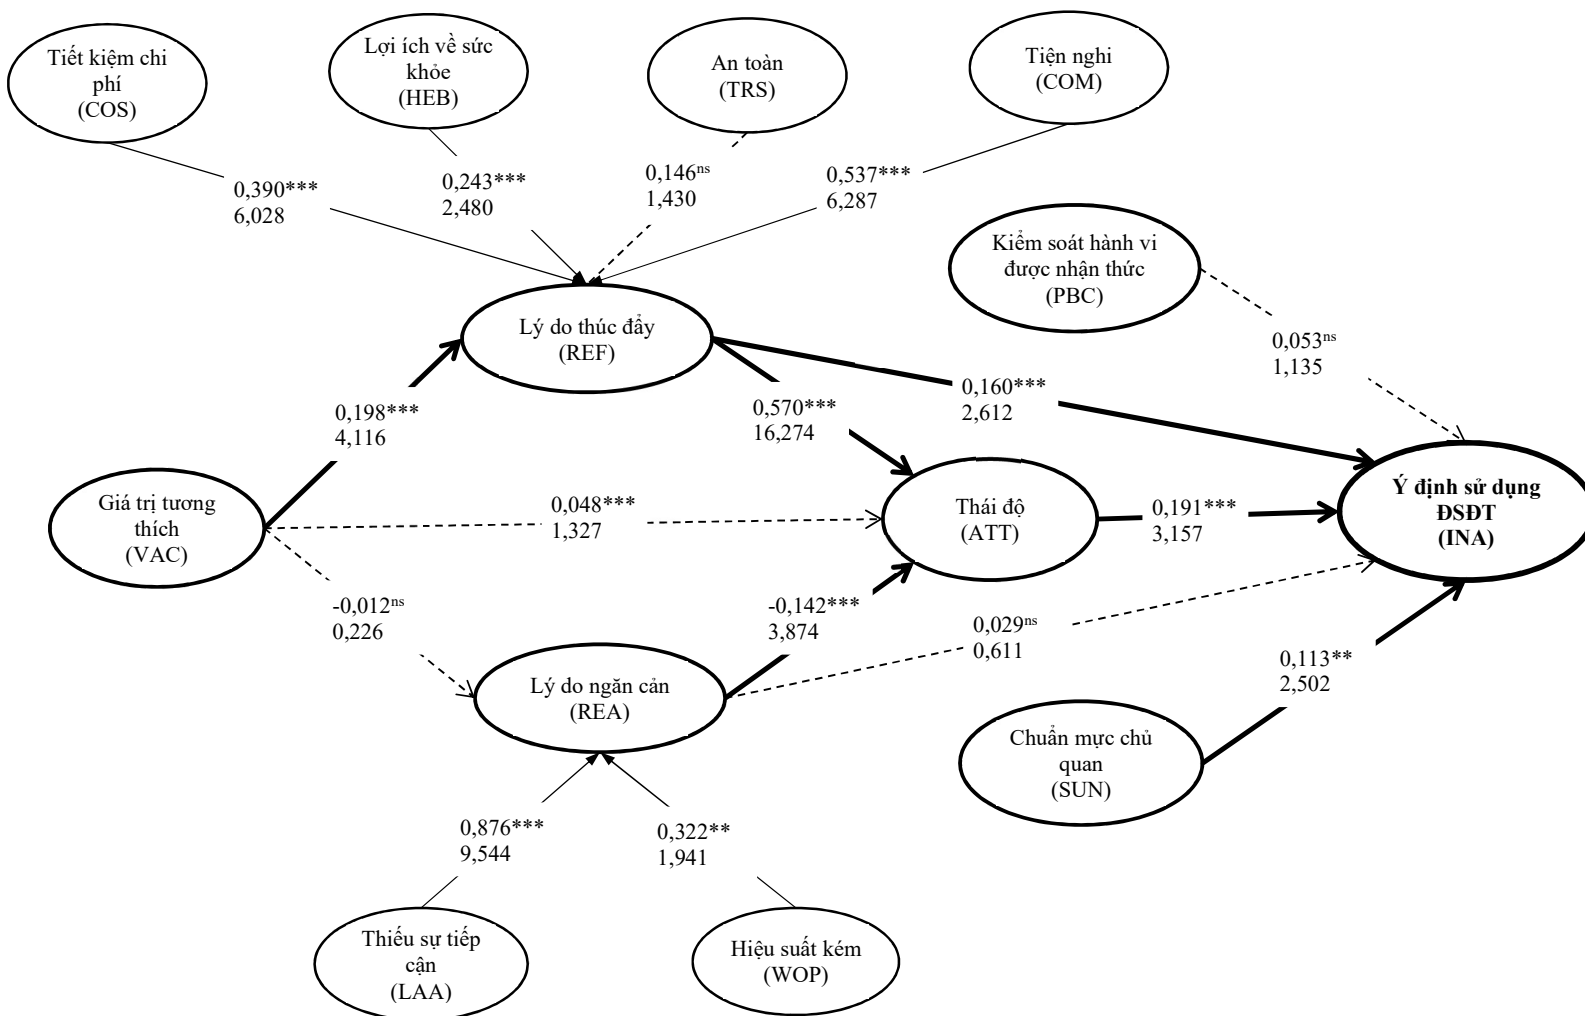 Tiết kiệm chi
phí
(COS)
Lợi ích về sức
khỏe
(HEB)
An toàn
(TRS)
Tiện nghi
(COM)
0,390***
6,028
0,243***
2,480
0,146ns
1,430
0,537***
6,287
Kiểm soát hành vi
được nhận thức
(PBC)
Lý do thúc đẩy
(REF)
0,053ns
1,135
0,198***
4,116
0,570***
16,274
0,160***
2,612
Giá trị tương
thích
(VAC)
0,048***
1,327
Thái độ
(ATT)
0,191***
3,157
Ý định sử dụng
ĐSĐT
(INA)
-0,012ns
0,226
-0,142***
3,874
0,029ns
0,611
0,113**
2,502
Lý do ngăn cản
(REA)
Chuẩn mực chủ
quan
(SUN)
0,876***
9,544
0,322**
1,941
Thiếu sự tiếp
cận
(LAA)
Hiệu suất kém
(WOP)